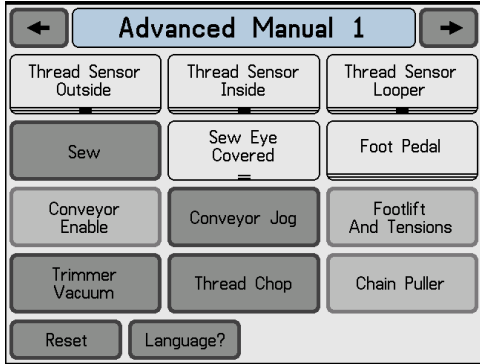 Advanced Manual 1
Thread Sensor
Outside
Thread Sensor
Inside
Thread Sensor
Looper
Sew
Sew Eye
Covered
Foot Pedal
Conveyor
Enable
Conveyor Jog
Footlift
And Tensions
Trimmer
Vacuum
Thread Chop
Chain Puller
Reset
Language?